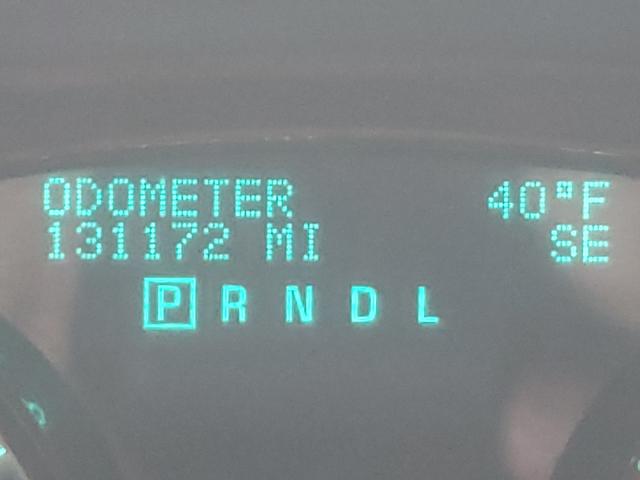 ODOMETER 40°F
131172 MI SE
P R N D L